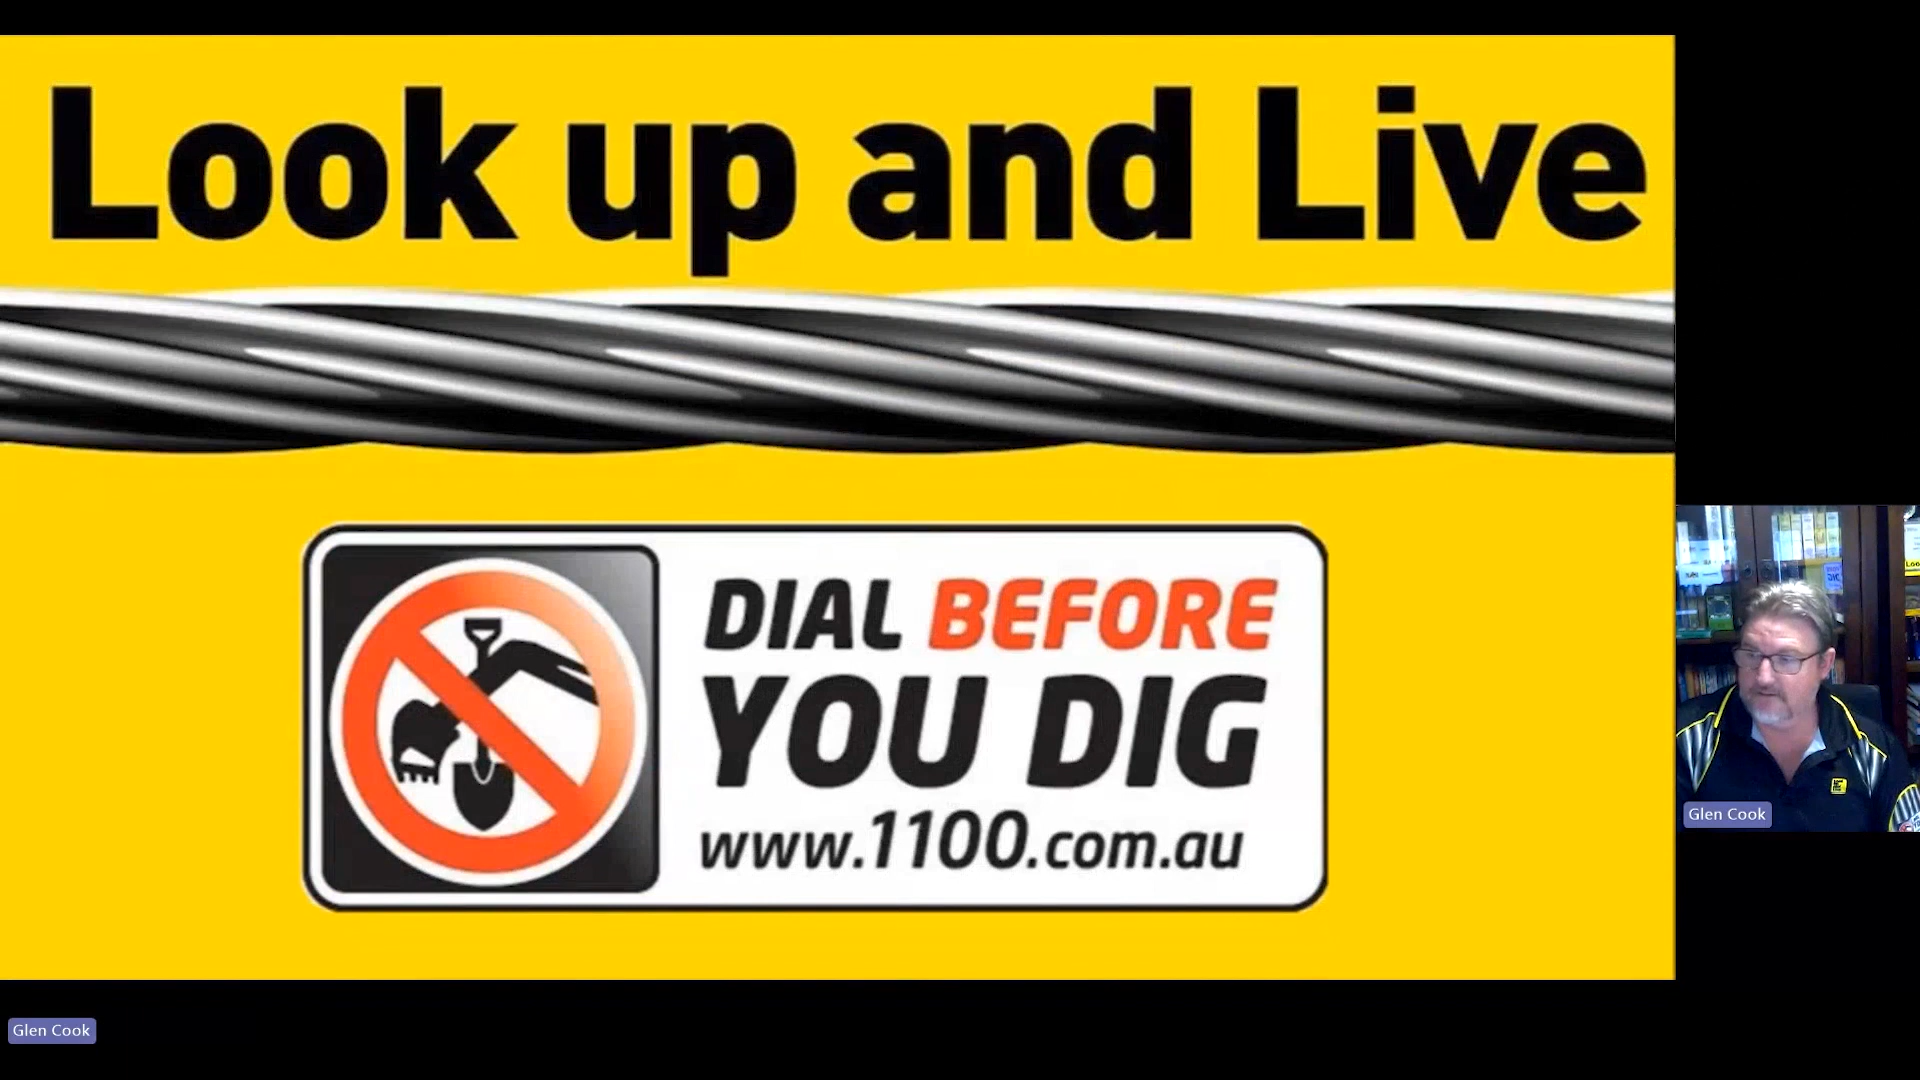 Look up and Live
DIAL BEFORE
YOU DIG
www.1100.com.au
Glen Cook
Glen Cook